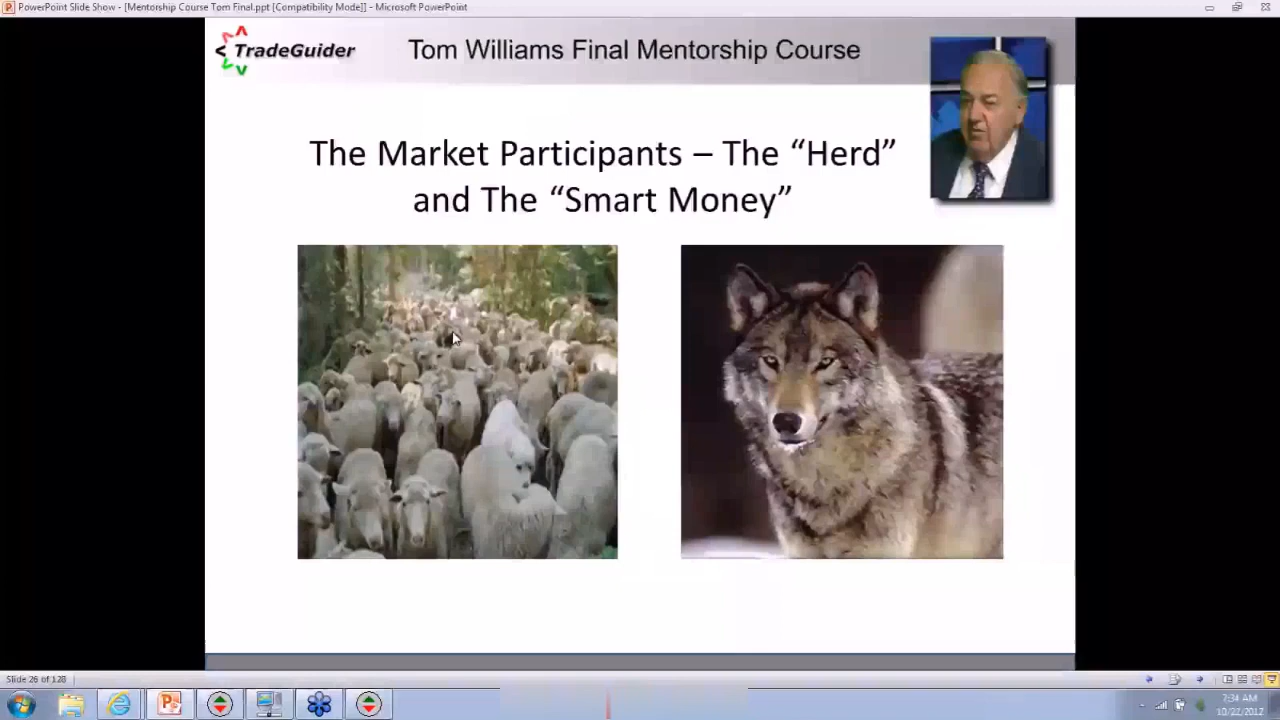 PowerPoint Slide Show - [Mentorship Course Tom Final.ppt [Compatibility Mode]] - Microsoft PowerPoint
TradeGuider
Tom Williams Final Mentorship Course
The Market Participants – The “Herd”
and The “Smart Money”
Slide 26 of 128
7:34 AM
10/22/2012